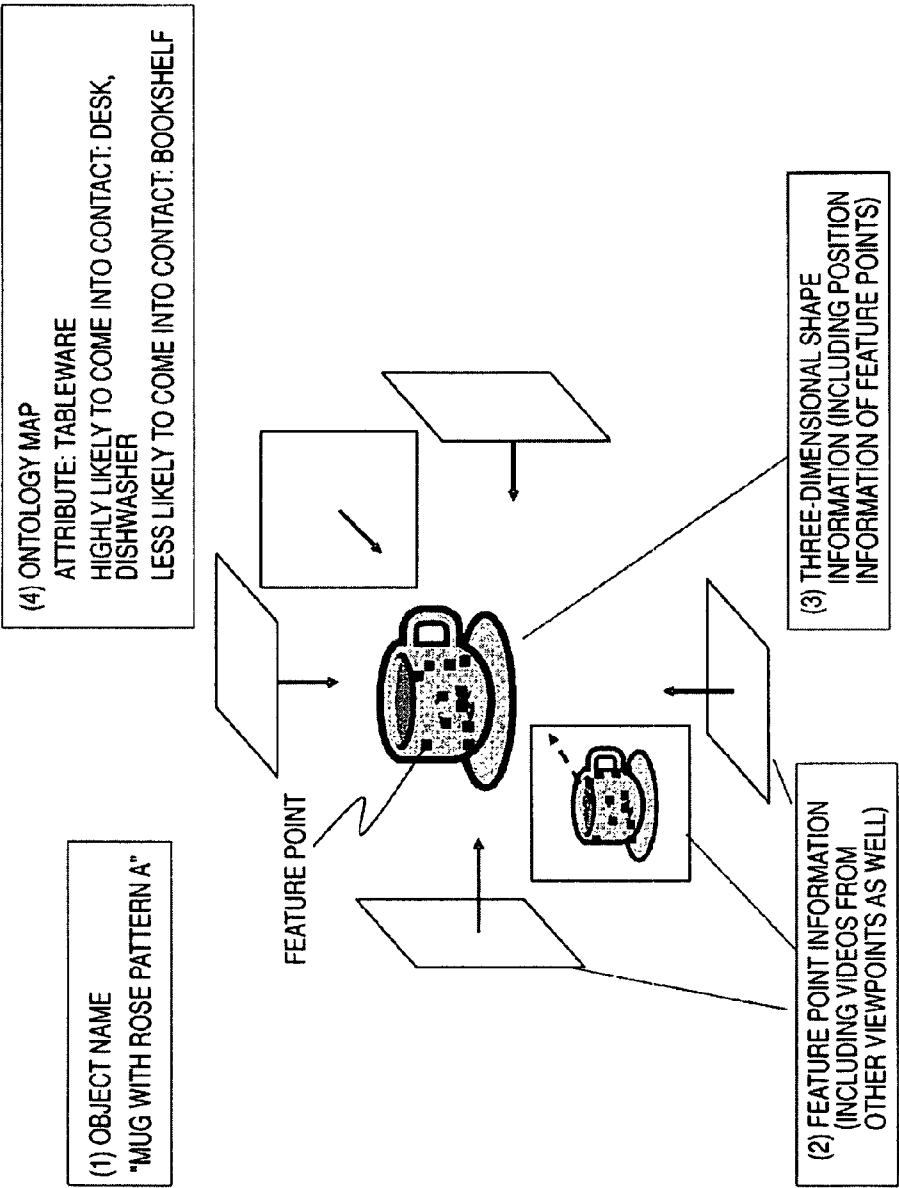 (1) OBJECT NAME
"MUG WITH ROSE PATTERN A"
(4) ONTOLOGY MAP
ATTRIBUTE: TABLEWARE
HIGHLY LIKELY TO COME INTO CONTACT: DESK,
DISHWASHER
LESS LIKELY TO COME INTO CONTACT: BOOKSHELF
FEATURE POINT
(2) FEATURE POINT INFORMATION
(INCLUDING VIDEOS FROM
OTHER VIEWPOINTS AS WELL)
(3) THREE-DIMENSIONAL SHAPE
INFORMATION (INCLUDING POSITION
INFORMATION OF FEATURE POINTS)